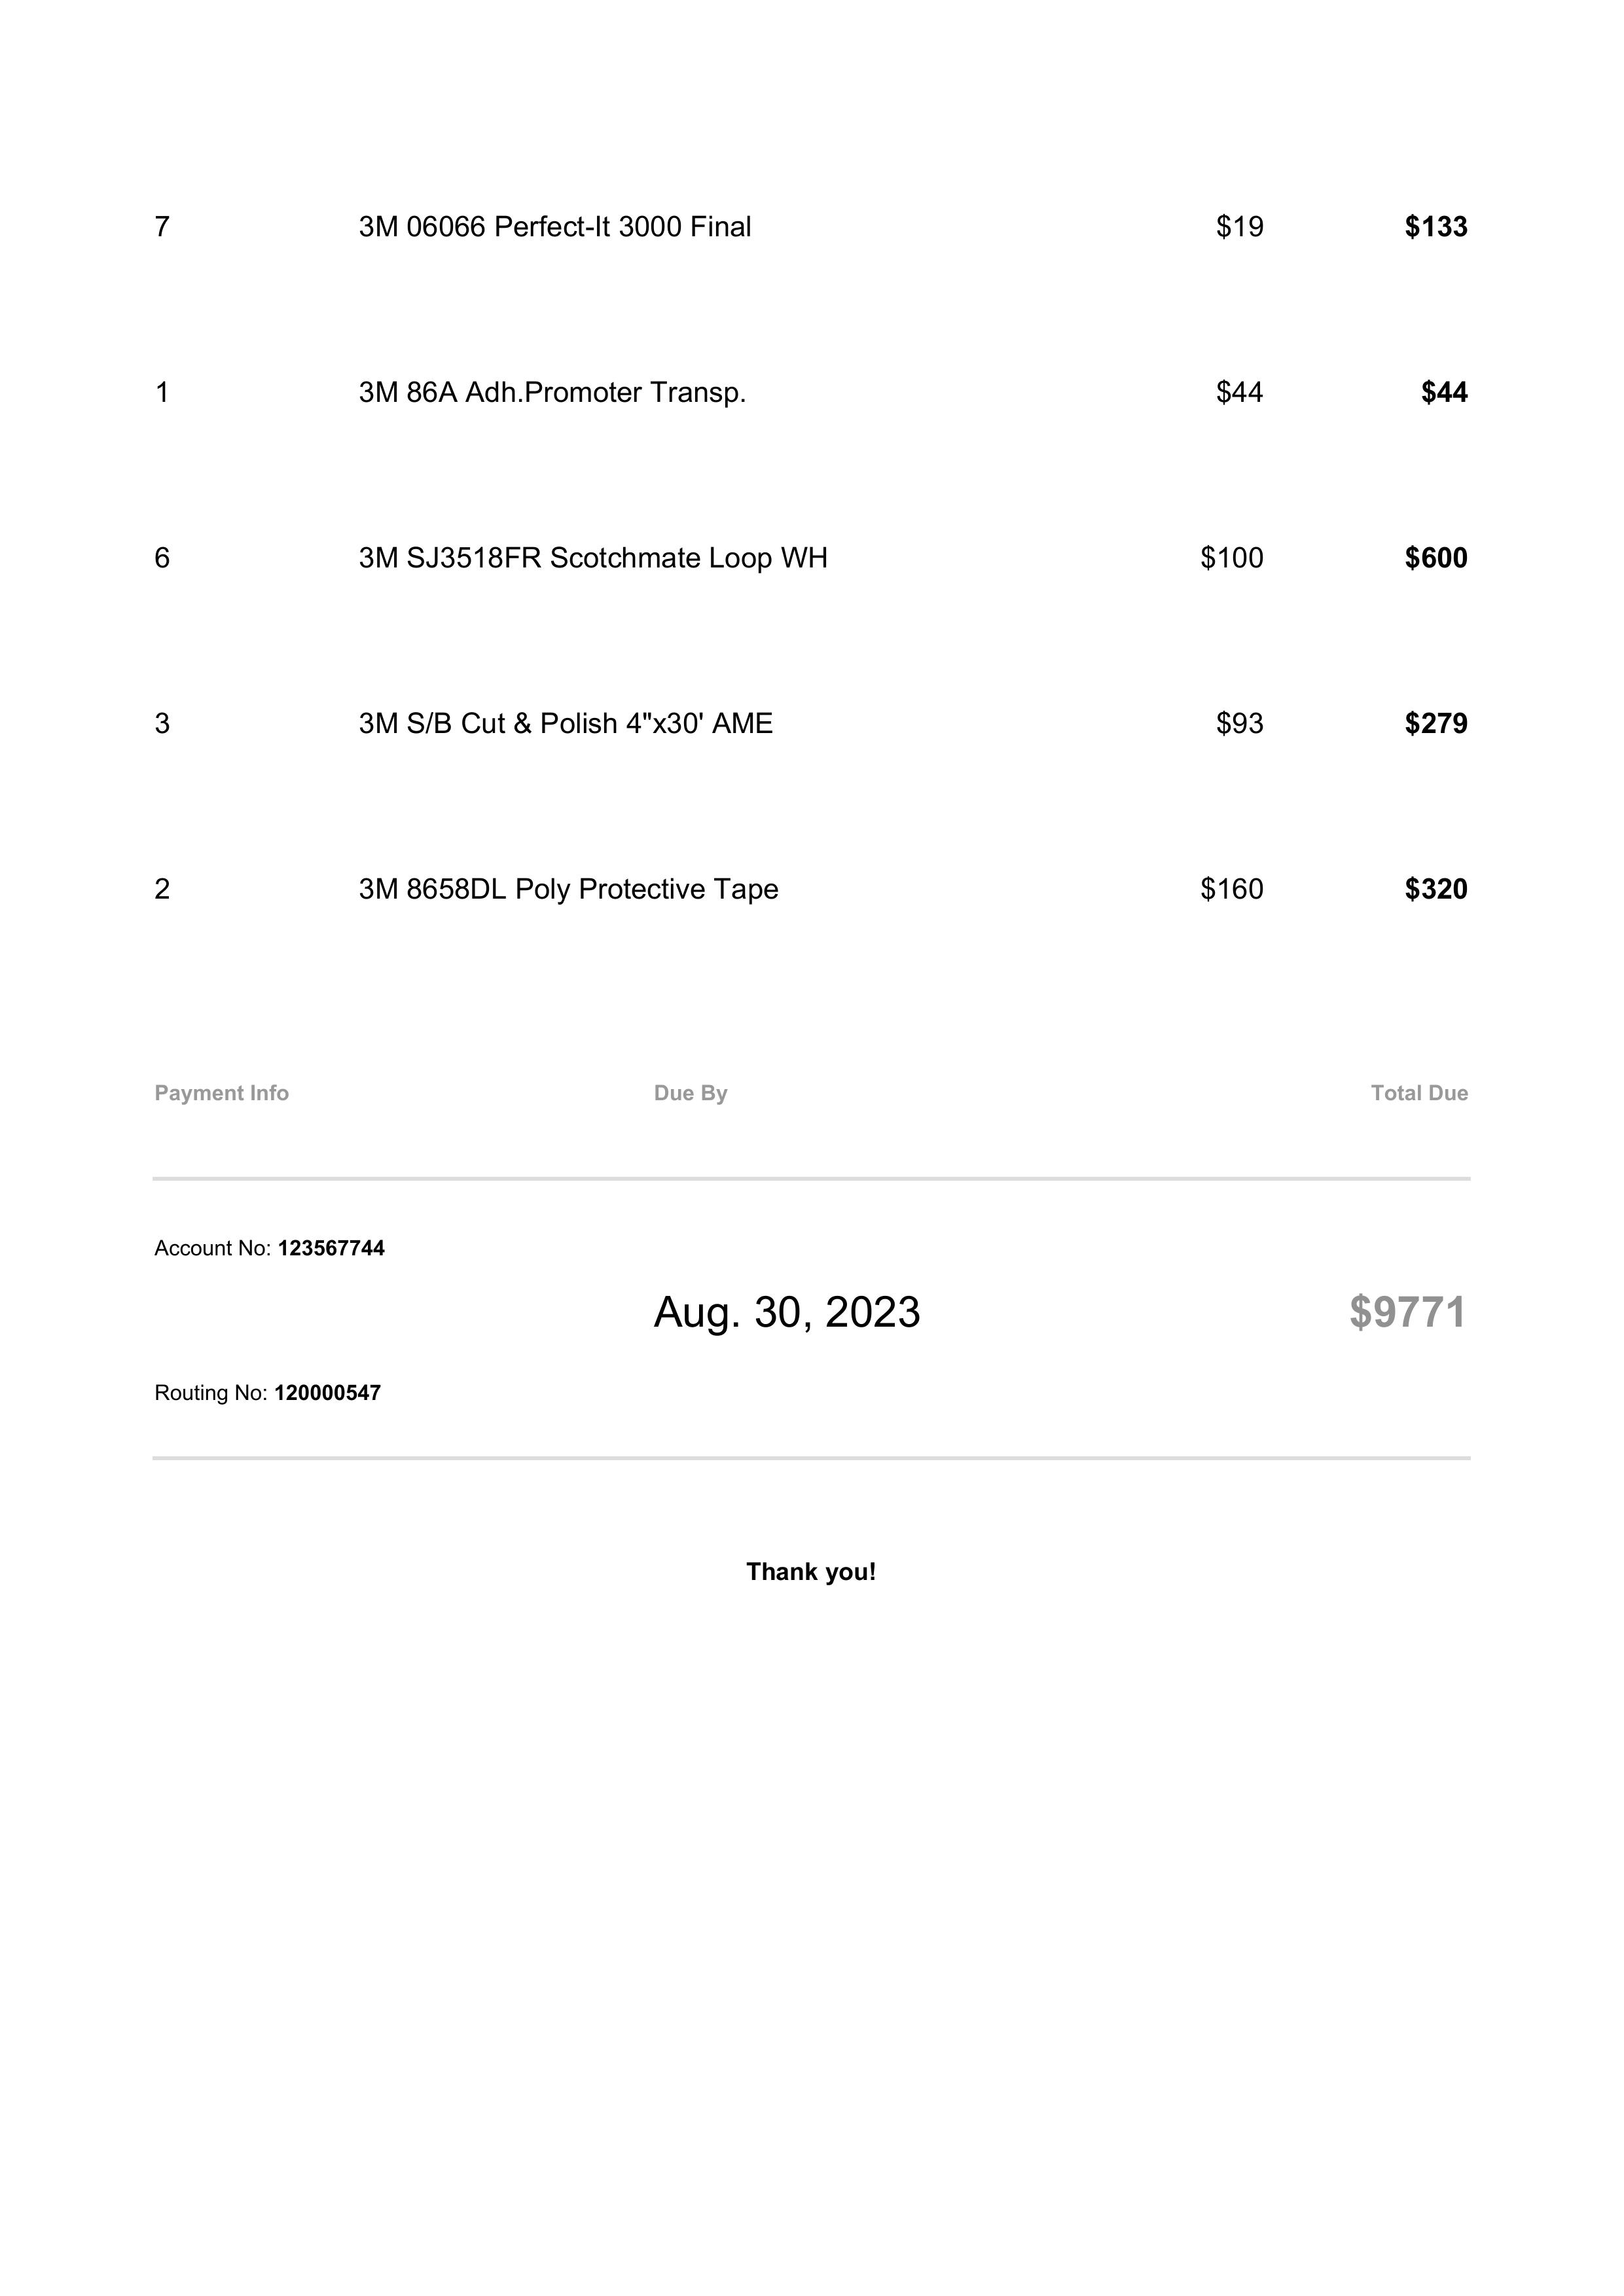 7 3M 06066 Perfect-It 3000 Final $19 $133
1 3M 86A Adh.Promoter Transp. $44 $44
6 3M SJ3518FR Scotchmate Loop WH $100 $600
3 3M S/B Cut & Polish 4"x30' AME $93 $279
2 3M 8658DL Poly Protective Tape $160 $320
Payment Info Due By Total Due
Account No: 123567744
Aug. 30, 2023 $9771
Routing No: 120000547
Thank you!